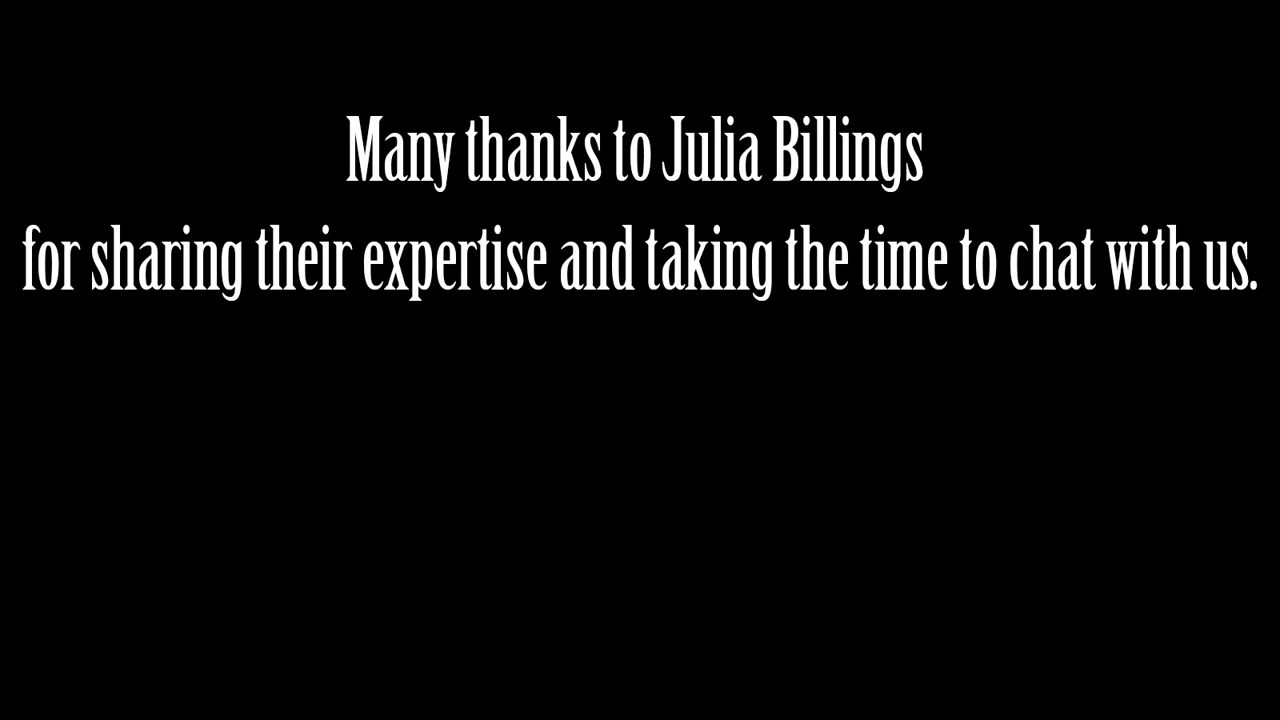 Many thanks to Julia Billings
for sharing their expertise and taking the time to chat with us.